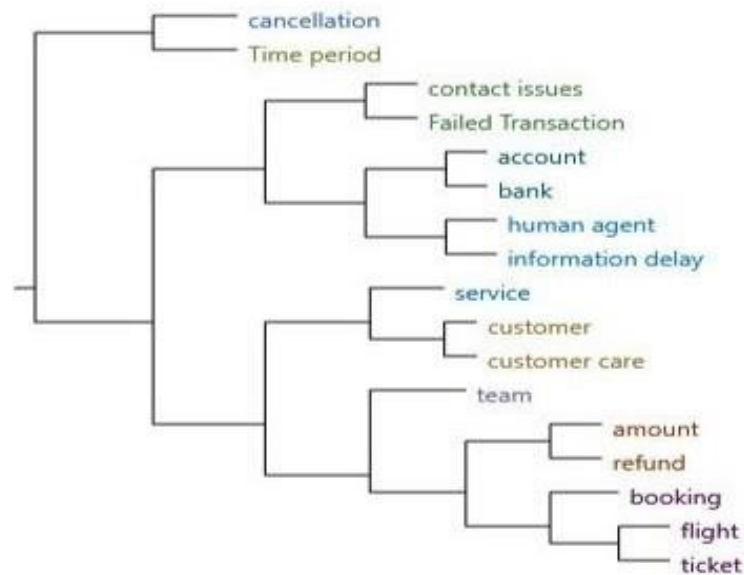 cancellation
Time period
contact issues
Failed Transaction
account
bank
human agent
information delay
service
customer
customer care
team
amount
refund
booking
flight
ticket